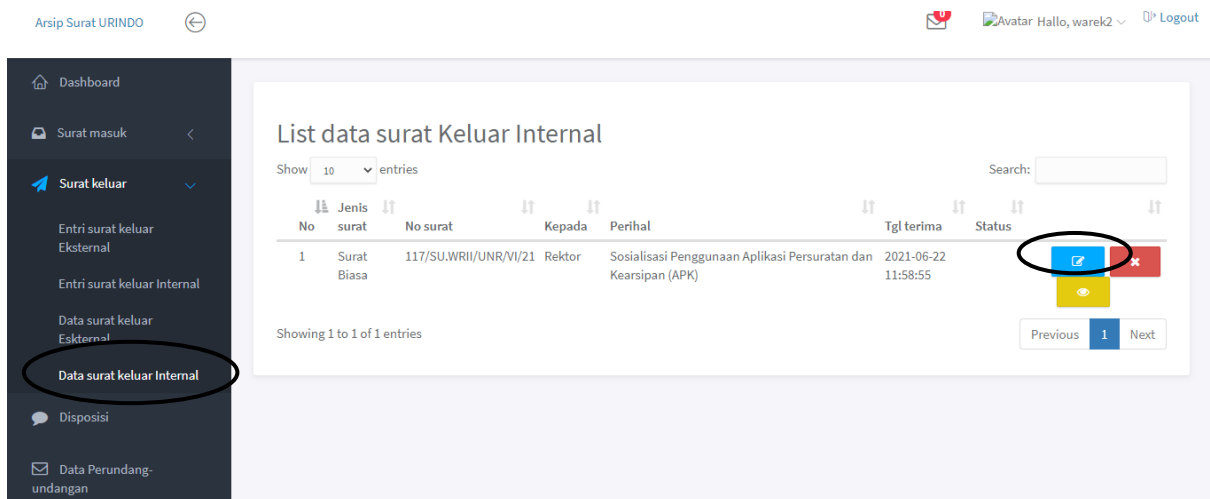 Arsip Surat URINDO
0
Avatar Hallo, warek2
Logout
Dashboard
Surat masuk
Surat keluar
Entri surat keluar
Eksternal
Entri surat keluar Internal
Data surat keluar
Eskternal
Data surat keluar Internal
Disposisi
Data Perundang-
undangan
List data surat Keluar Internal
Show 10 entries
Search:
No Jenis surat No surat Kepada Perihal Tgl terima Status
1 Surat 117/SU.WRII/UNR/VI/21 Rektor Sosialisasi Penggunaan Aplikasi Persuratan dan 2021-06-22
Biasa Kearsipan (APK) 11:58:55
Showing 1 to 1 of 1 entries
Previous 1 Next